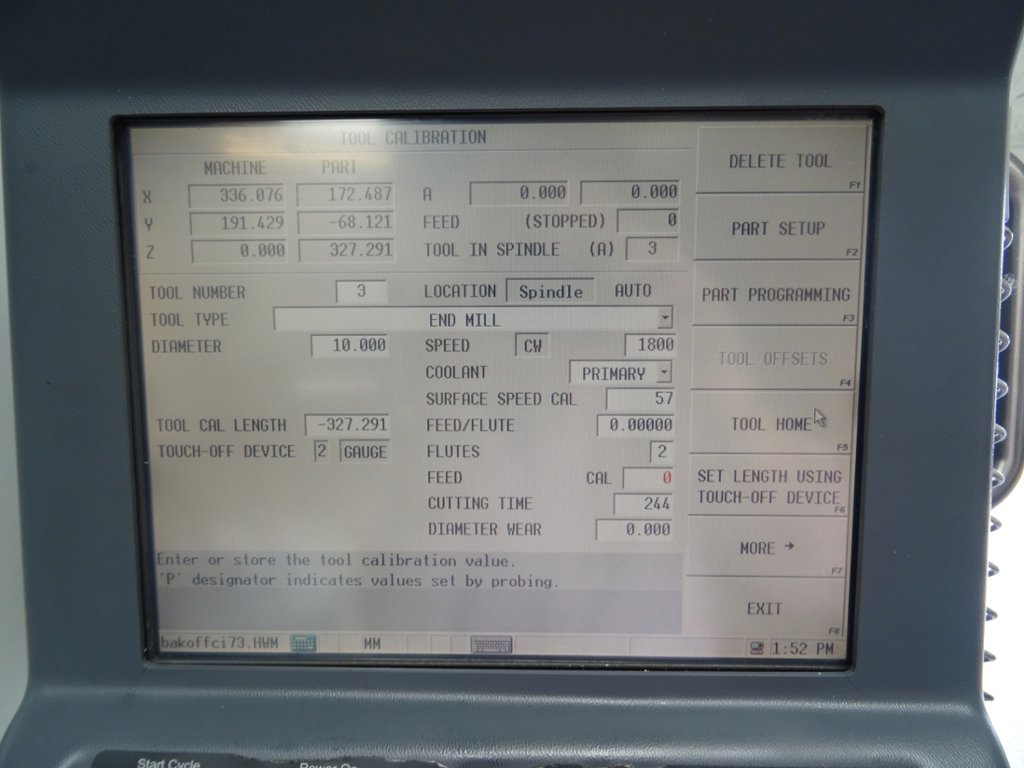 TOOL CALIBRATION
MACHINE PART
X 336.076 172.487 A 0.000 0.000
Y 191.429 -68.121 FEED (STOPPED) 0
Z 0.000 327.291 TOOL IN SPINDLE (A) 3
TOOL NUMBER 3 LOCATION Spindle AUTO
TOOL TYPE END MILL
DIAMETER 10.000 SPEED CW 1800
COOLANT PRIMARY
SURFACE SPEED CAL 57
TOOL CAL LENGTH -327.291 FEED/FLUTE 0.00000
TOUCH-OFF DEVICE 2 GAUGE FLUTES 2
FEED CAL 0
CUTTING TIME 244
DIAMETER WEAR 0.000
Enter or store the tool calibration value.
'P' designator indicates values set by probing.
bakoffci73.HWM MM 1:52 PM
DELETE TOOL
F1
PART SETUP
F2
PART PROGRAMMING
F3
TOOL OFFSETS
F4
TOOL HOME
F5
SET LENGTH USING
TOUCH-OFF DEVICE
F6
MORE →
F7
EXIT
F8
Start Cycle Power On